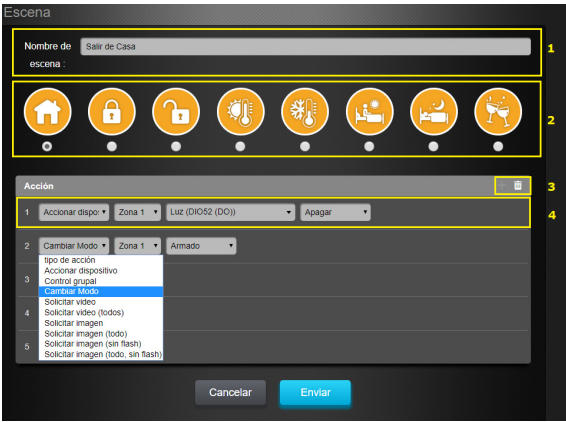 Escena
Nombre de escena : Salir de Casa 1
2
Acción 3
1 Accionar dispo: Zona 1 Luz (DIO52 (DO)) Apagar 4
2 Cambiar Modo Zona 1 Armado
tipo de acción
Accionar dispositivo
3 Control grupal
Cambiar Modo
Solicitar video
4 Solicitar video (todos)
Solicitar imagen
Solicitar imagen (todo)
5 Solicitar imagen (sin flash)
Solicitar imagen (todo, sin flash)
Cancelar Enviar